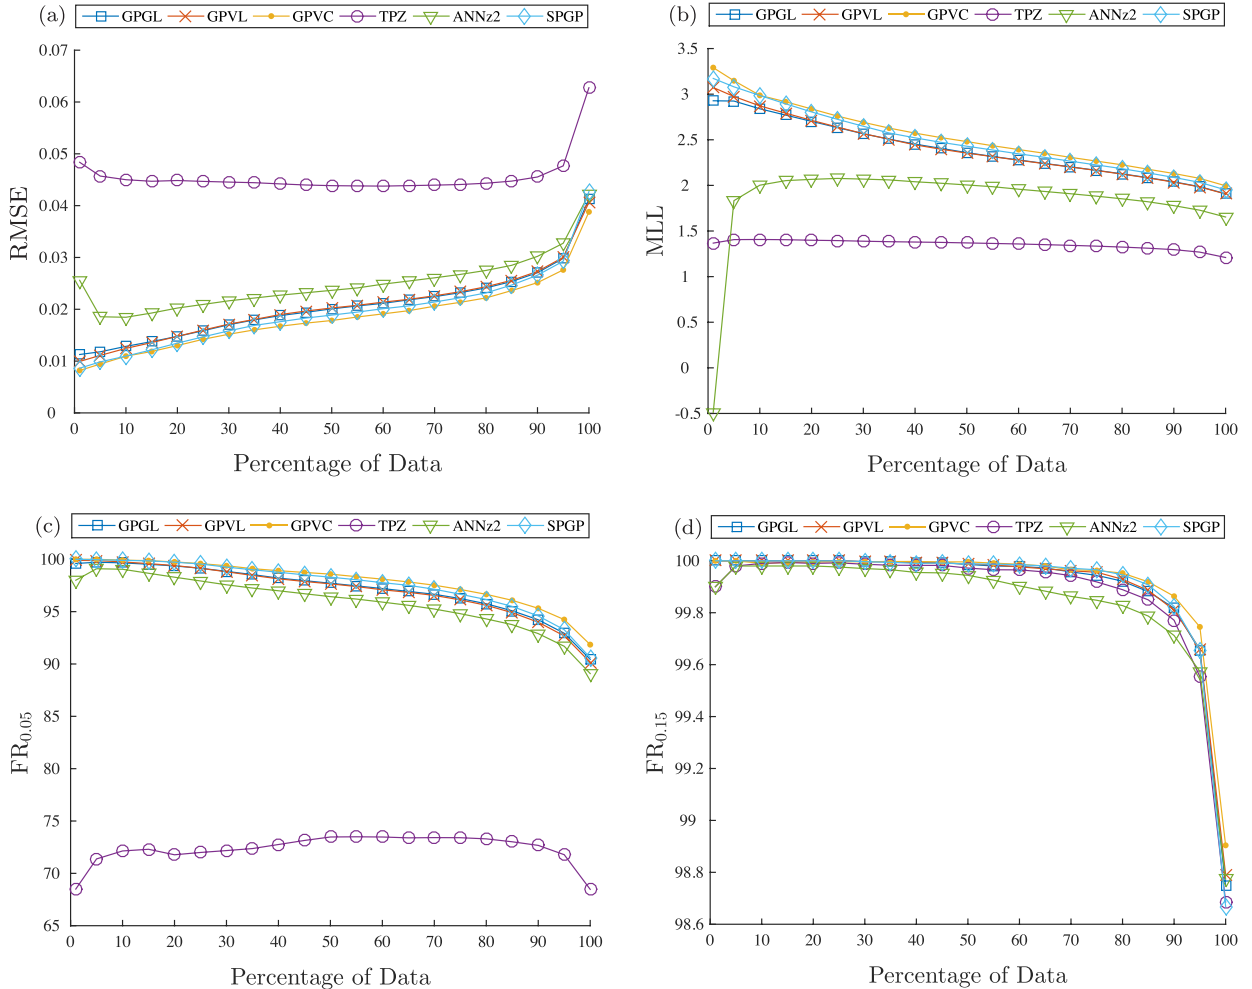 (a) GPGL GPVL GPVC TPZ ANNz2 SPGP
0.07
0.06
0.05
0.04
0.03
0.02
0.01
0
RMSE
0 10 20 30 40 50 60 70 80 90 100
Percentage of Data
(b) GPGL GPVL GPVC TPZ ANNz2 SPGP
3.5
3
2.5
2
1.5
1
0.5
0
-0.5
MLL
0 10 20 30 40 50 60 70 80 90 100
Percentage of Data
(c) GPGL GPVL GPVC TPZ ANNz2 SPGP
100
95
90
85
80
75
70
65
FR0.05
0 10 20 30 40 50 60 70 80 90 100
Percentage of Data
(d) GPGL GPVL GPVC TPZ ANNz2 SPGP
100
99.8
99.6
99.4
99.2
99
98.8
98.6
FR0.15
0 10 20 30 40 50 60 70 80 90 100
Percentage of Data